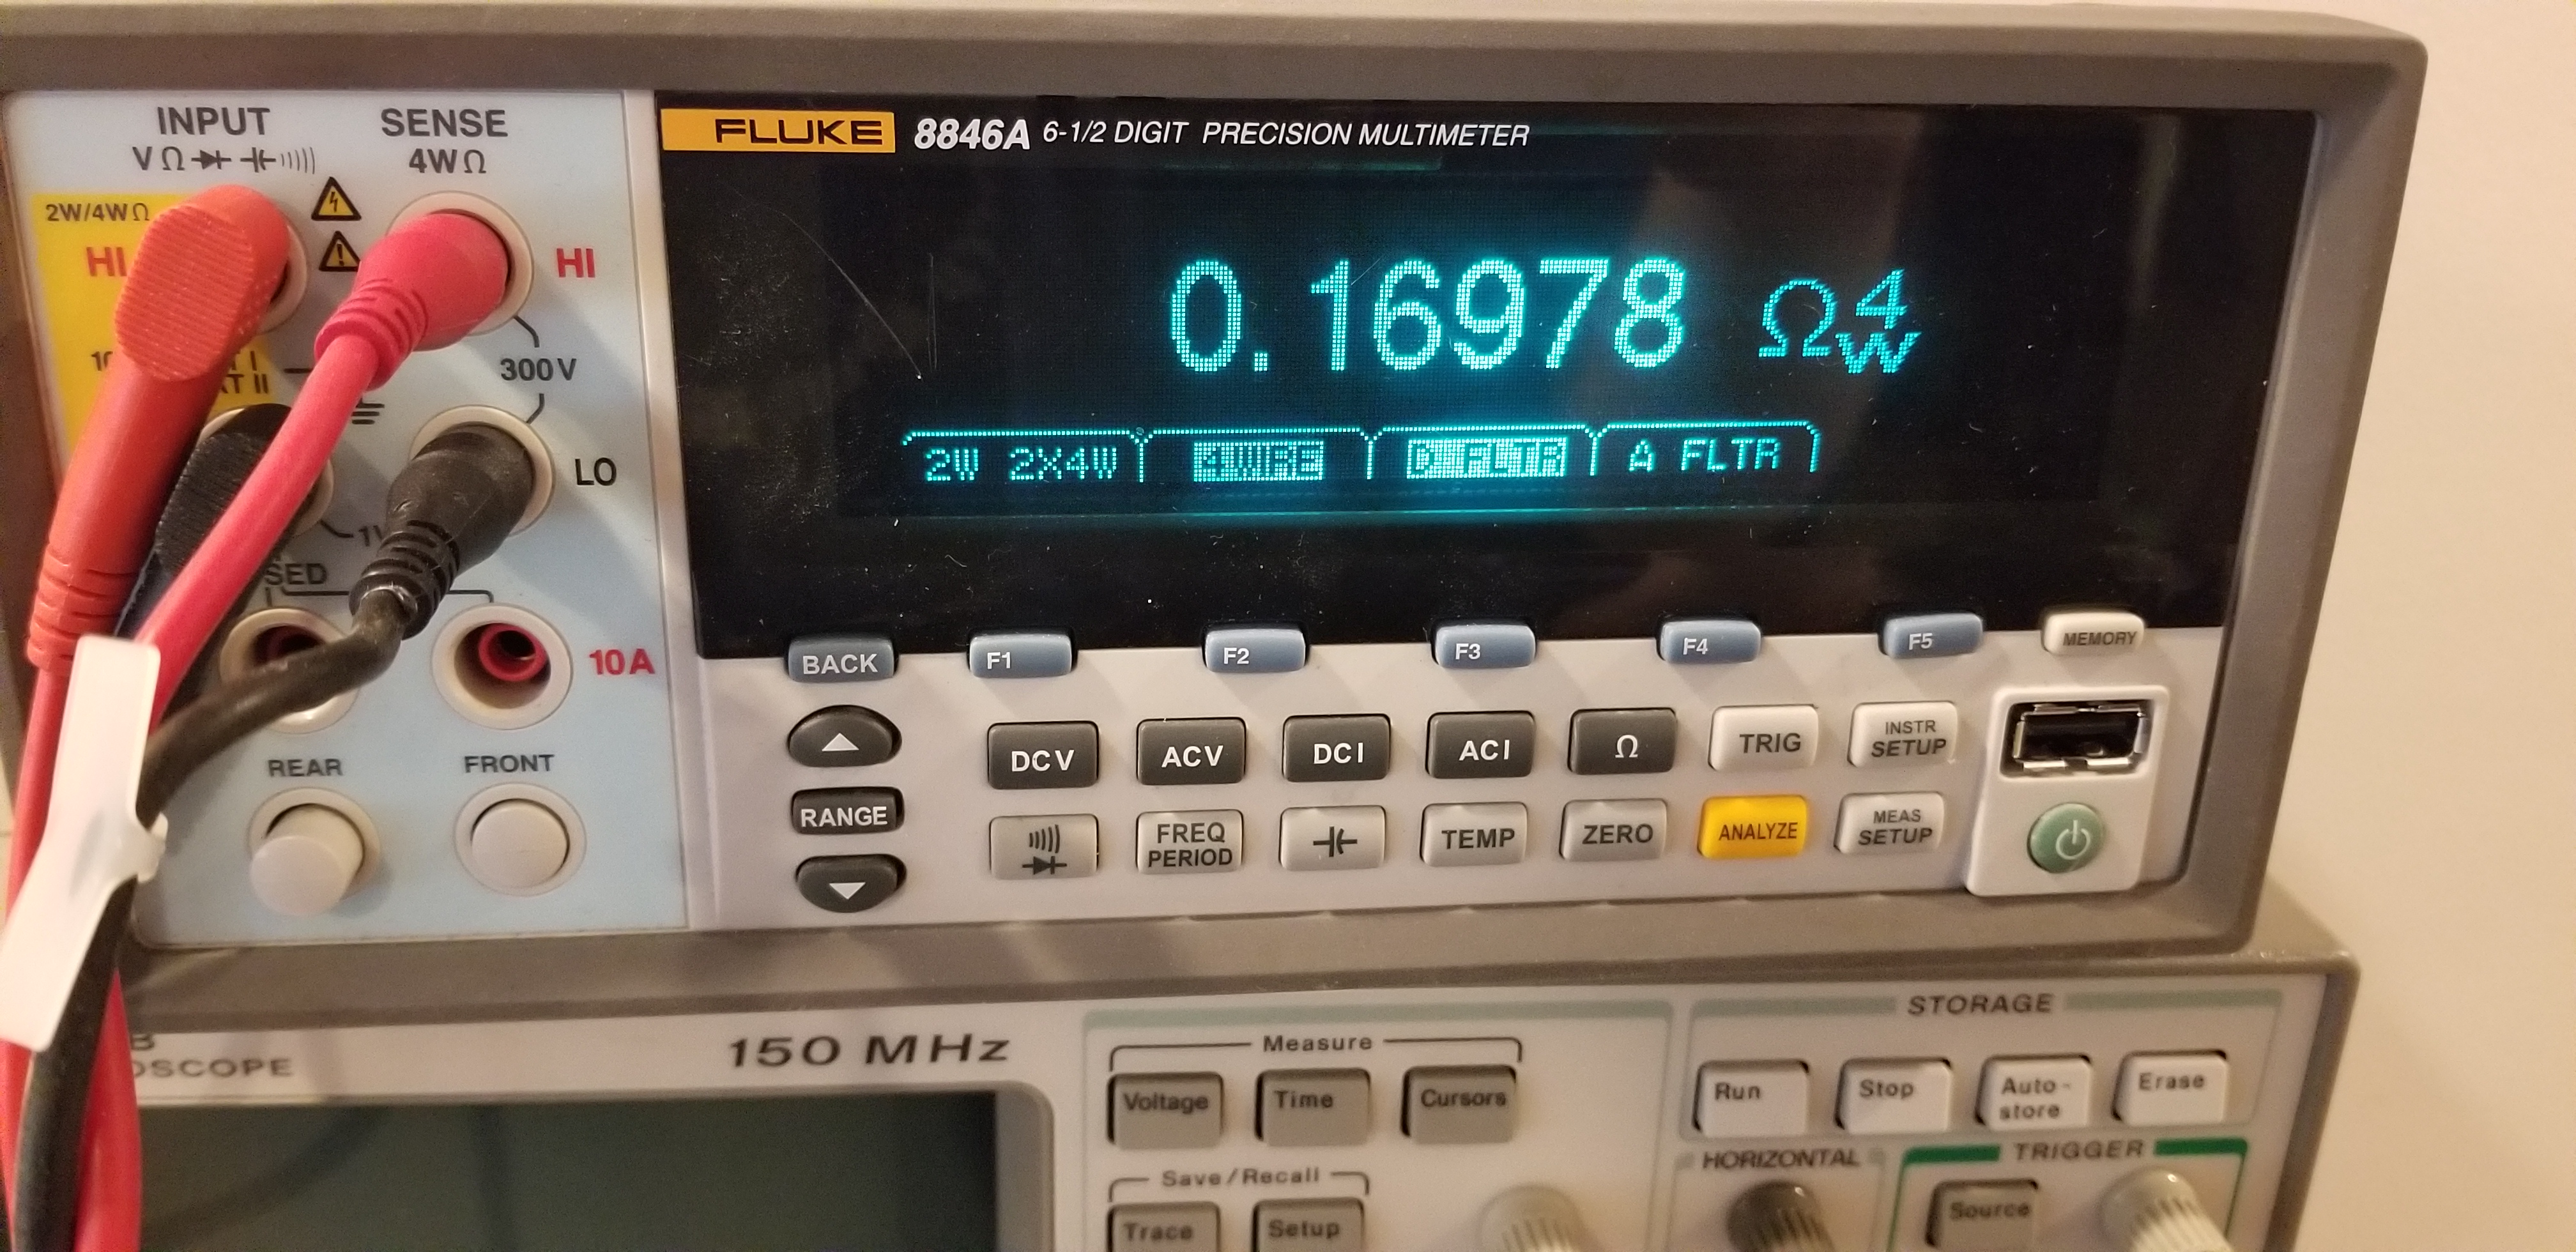 INPUT
VΩ
SENSE
4WΩ
2W/4WΩ
HI
HI
300V
LO
SED
10A
REAR
FRONT
FLUKE 8846A 6-1/2 DIGIT PRECISION MULTIMETER
0.16978 Ω4W
2W 2X4W 4WRE D FLTR A FLTR
BACK F1 F2 F3 F4 F5 MEMORY
RANGE
DCV ACV DCI ACI Ω TRIG INSTR SETUP
FREQ PERIOD TEMP ZERO ANALYZE MEAS SETUP
OSCOPE
150 MHz
Measure
Voltage Time Cursors
Save/Recall
Trace Setup
STORAGE
Run Stop Auto-store Erase
HORIZONTAL
TRIGGER
Source